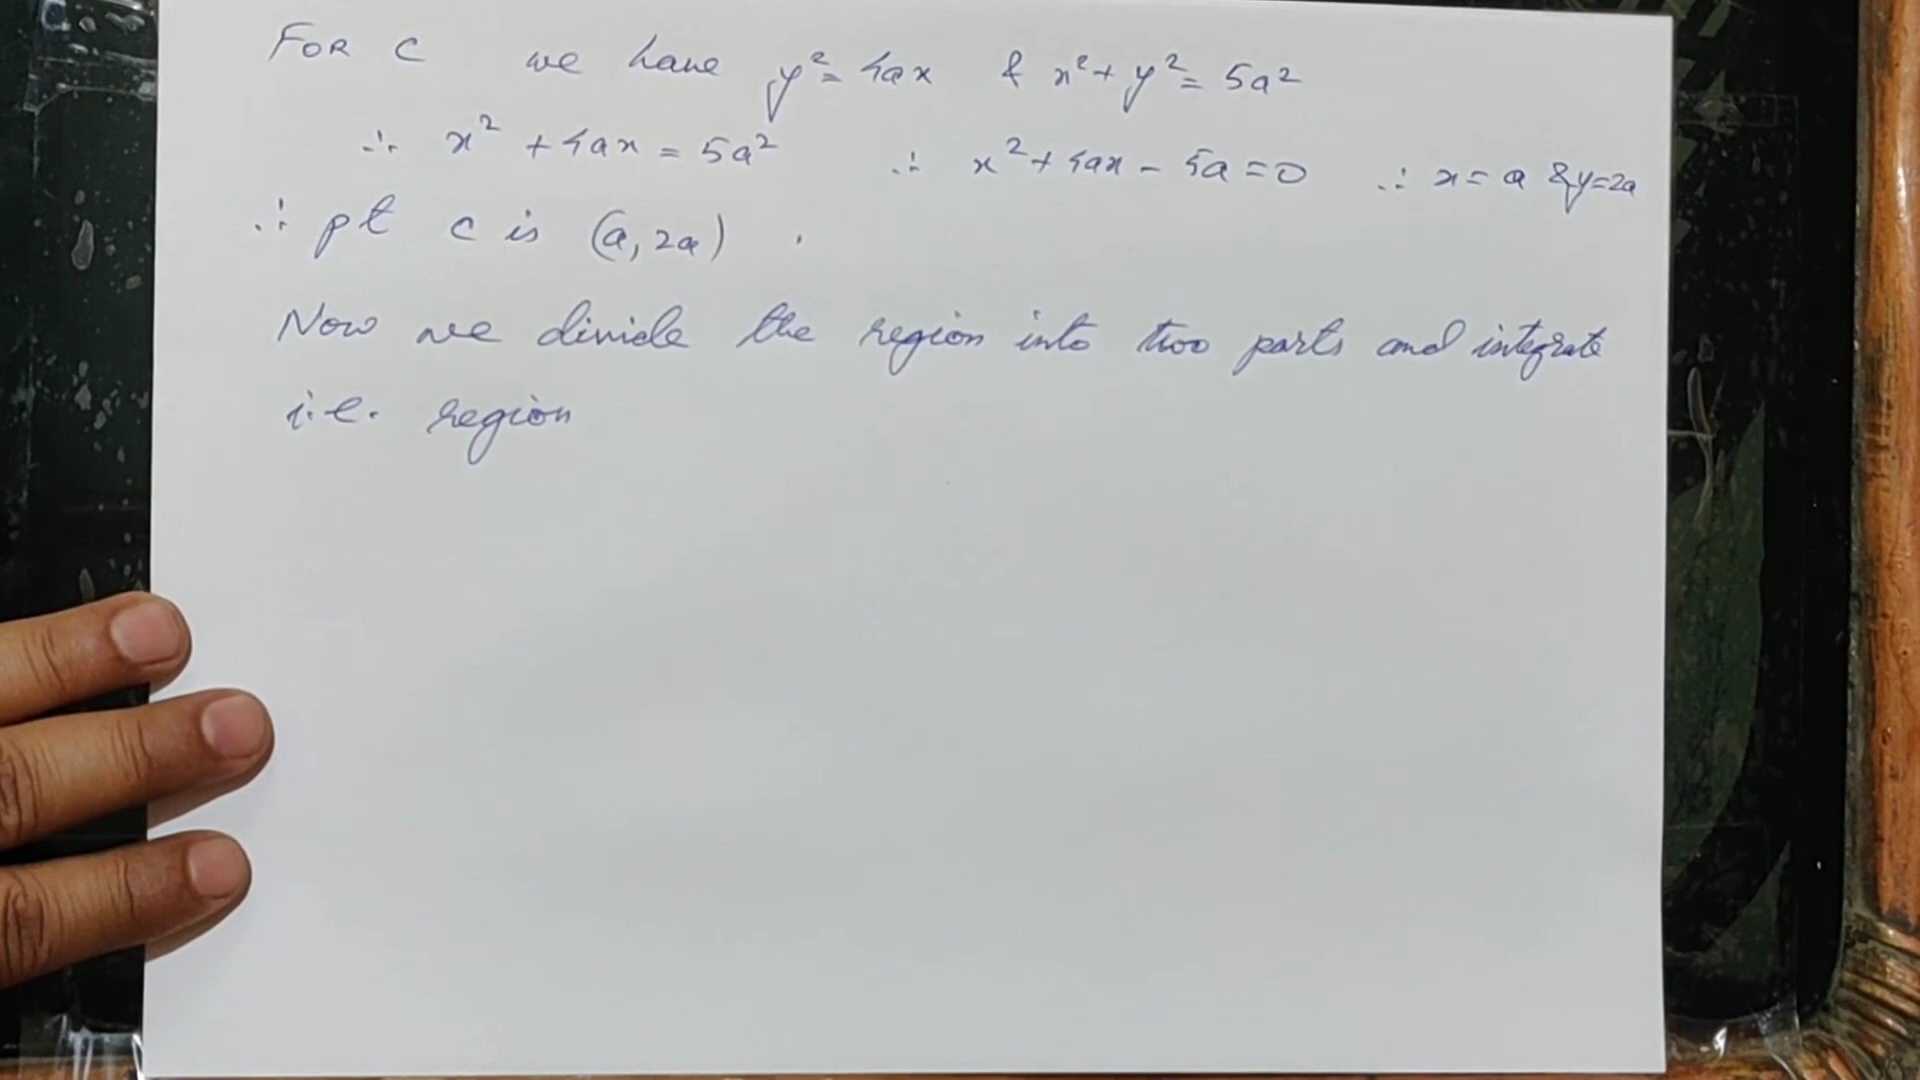 FOR C we have y² = 4ax & x² + y² = 5a²
∴ x² + 4ax = 5a² ∴ x² + 4ax - 5a = 0 ∴ x = a & y = 2a
∴ pt c is (a, 2a) .
Now we divide the region into two parts and integrate
i.e. region